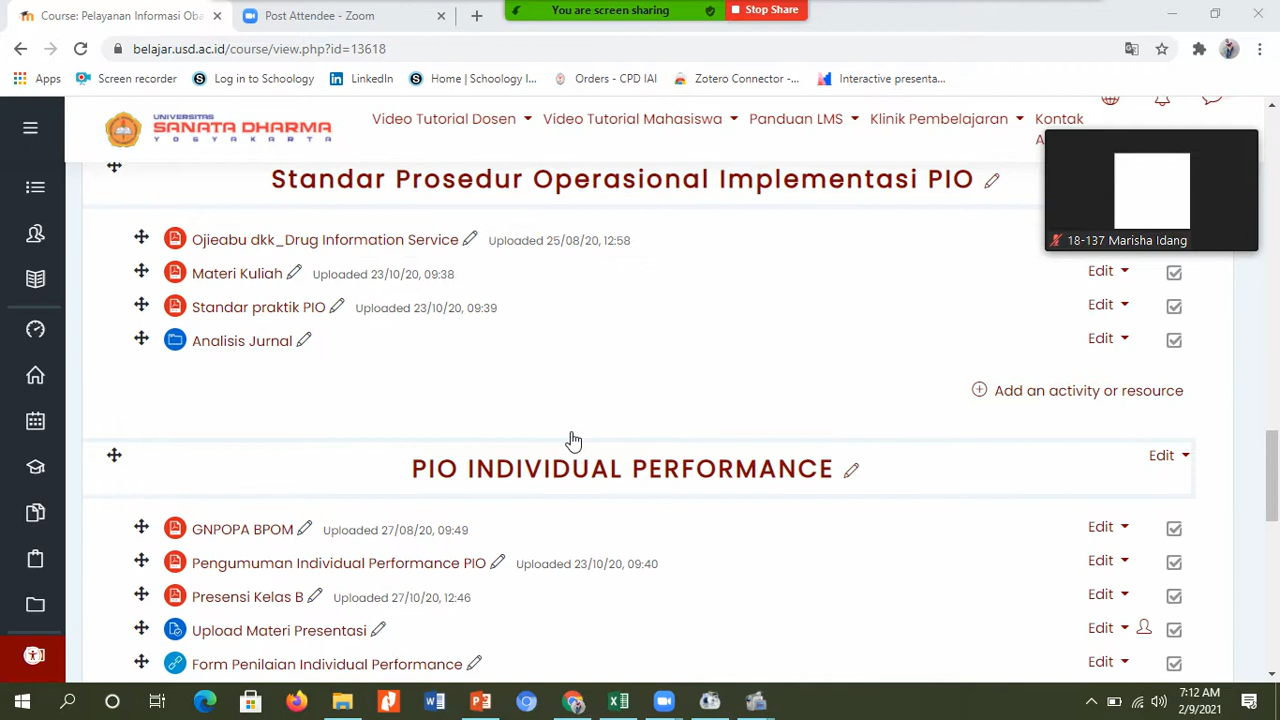 Course: Pelayanan Informasi Oba
Post Attendee - Zoom
You are screen sharing
Stop Share
belajar.usd.ac.id/course/view.php?id=13618
Apps
Screen recorder
Log in to Schoology
LinkedIn
Home | Schoology I...
Orders - CPD IAI
Zotero Connector -...
Interactive presenta...
UNIVERSITAS
SANATA DHARMA
YOGYAKARTA
Video Tutorial Dosen
Video Tutorial Mahasiswa
Panduan LMS
Klinik Pembelajaran
Kontak
18-137 Marisha Idang
Standar Prosedur Operasional Implementasi PIO
Ojieabu dkk_Drug Information Service Uploaded 25/08/20, 12:58
Materi Kuliah Uploaded 23/10/20, 09:38 Edit
Standar praktik PIO Uploaded 23/10/20, 09:39 Edit
Analisis Jurnal Edit
Add an activity or resource
Edit
PIO INDIVIDUAL PERFORMANCE
GNPOPA BPOM Uploaded 27/08/20, 09:49 Edit
Pengumuman Individual Performance PIO Uploaded 23/10/20, 09:40 Edit
Presensi Kelas B Uploaded 27/10/20, 12:46 Edit
Upload Materi Presentasi Edit
Form Penilaian Individual Performance Edit
7:12 AM
2/9/2021